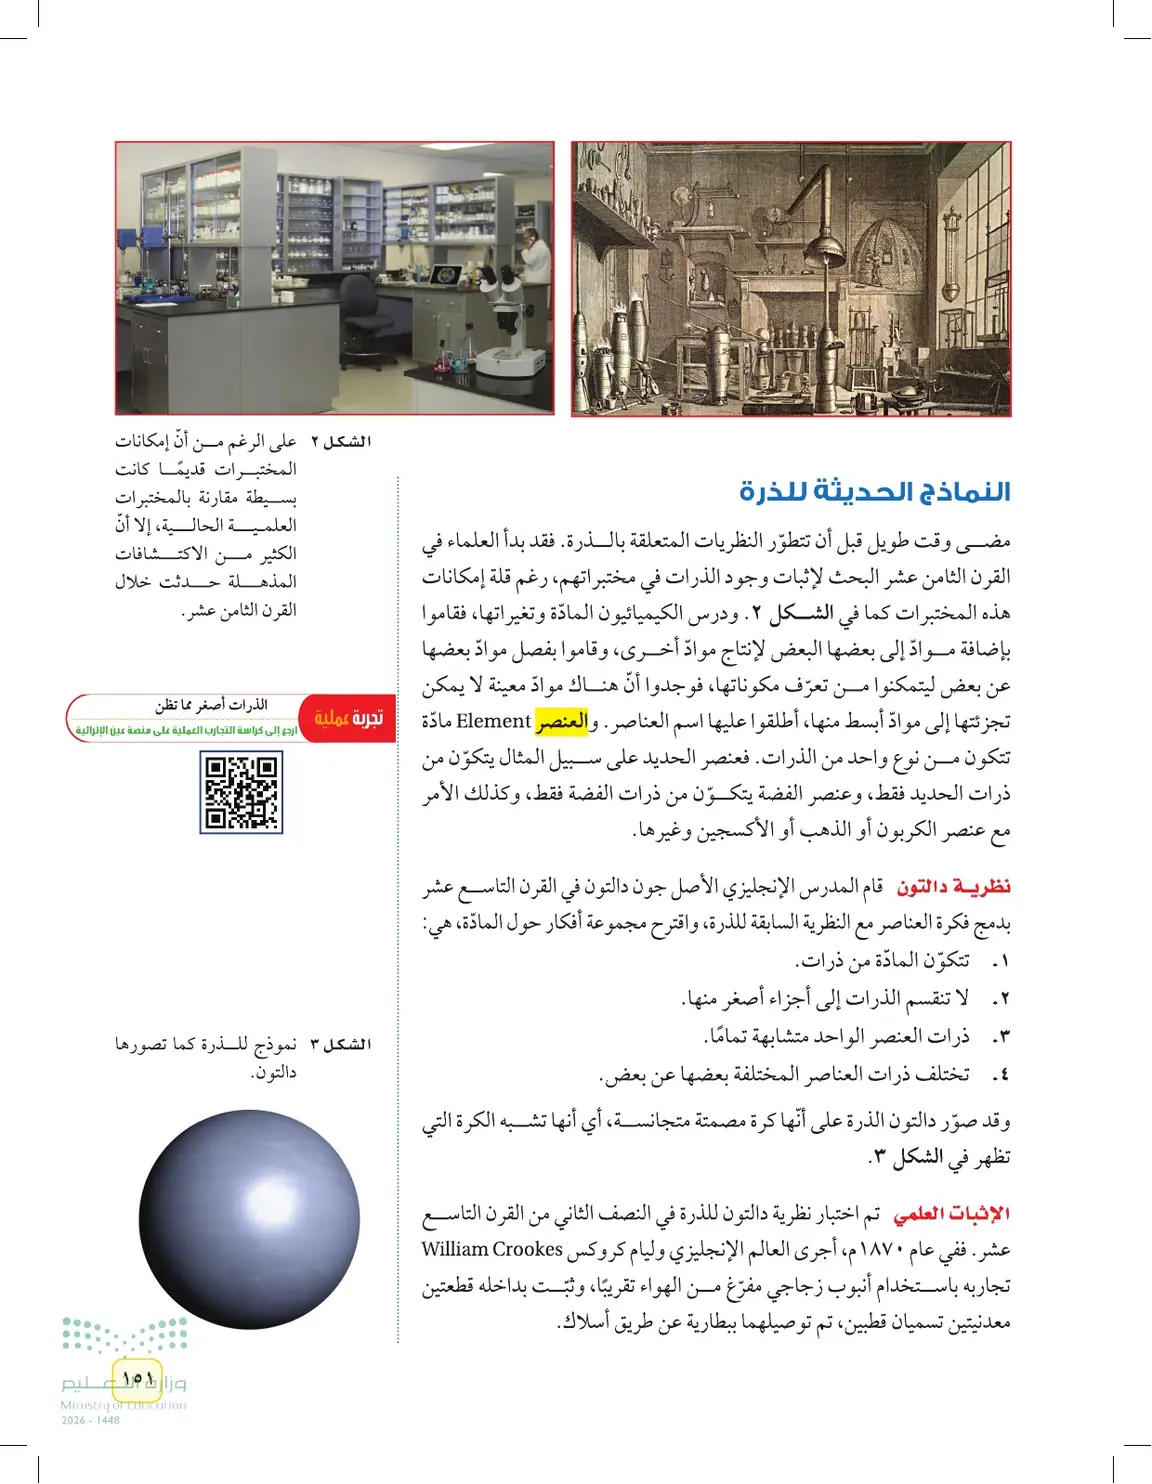 الشكل ٢ على الرغم من أنّ إمكانات
المختبرات قديمًا كانت
بسيطة مقارنة بالمختبرات
العلمية الحالية، إلا أنّ
الكثير من الاكتشافات
المذهلة حدثت خلال
القرن الثامن عشر.
النماذج الحديثة للذرة
مضى وقت طويل قبل أن تتطوّر النظريات المتعلقة بالذرة. فقد بدأ العلماء في
القرن الثامن عشر البحث لإثبات وجود الذرات في مختبراتهم، رغم قلة إمكانات
هذه المختبرات كما في الشكل ٢. ودرس الكيميائيون المادّة وتغيراتها، فقاموا
بإضافة موادّ إلى بعضها البعض لإنتاج موادّ أخرى، وقاموا بفصل موادّ بعضها
عن بعض ليتمكنوا من تعرّف مكوناتها، فوجدوا أنّ هناك موادّ معينة لا يمكن
تجزئتها إلى موادّ أبسط منها، أطلقوا عليها اسم العناصر. والعنصر Element مادّة
تتكون من نوع واحد من الذرات. فعنصر الحديد على سبيل المثال يتكوّن من
ذرات الحديد فقط، وعنصر الفضة يتكوّن من ذرات الفضة فقط، وكذلك الأمر
مع عنصر الكربون أو الذهب أو الأكسجين وغيرها.
تجربة عملية
الذرات أصغر مما تظن
ارجع إلى كراسة التجارب العملية على منصة عين الإثرائية
نظرية دالتون قام المدرس الإنجليزي الأصل جون دالتون في القرن التاسع عشر
بدمج فكرة العناصر مع النظرية السابقة للذرة، واقترح مجموعة أفكار حول المادّة، هي:
١. تتكوّن المادّة من ذرات.
٢. لا تنقسم الذرات إلى أجزاء أصغر منها.
٣. ذرات العنصر الواحد متشابهة تمامًا.
٤. تختلف ذرات العناصر المختلفة بعضها عن بعض.
وقد صوّر دالتون الذرة على أنّها كرة مصمتة متجانسة، أي أنها تشبه الكرة التي
تظهر في الشكل ٣.
الشكل ٣ نموذج للذرة كما تصورها
دالتون.
الإثبات العلمي تم اختبار نظرية دالتون للذرة في النصف الثاني من القرن التاسع
عشر. ففي عام ١٨٧٠م، أجرى العالم الإنجليزي وليام كروكس William Crookes
تجاربه باستخدام أنبوب زجاجي مفرّغ من الهواء تقريبًا، وثبّت بداخله قطعتين
معدنيتين تسميان قطبين، تم توصيلهما ببطارية عن طريق أسلاك.
١٥١
وزارة التعليم
Ministry of Education
2026 - 1448